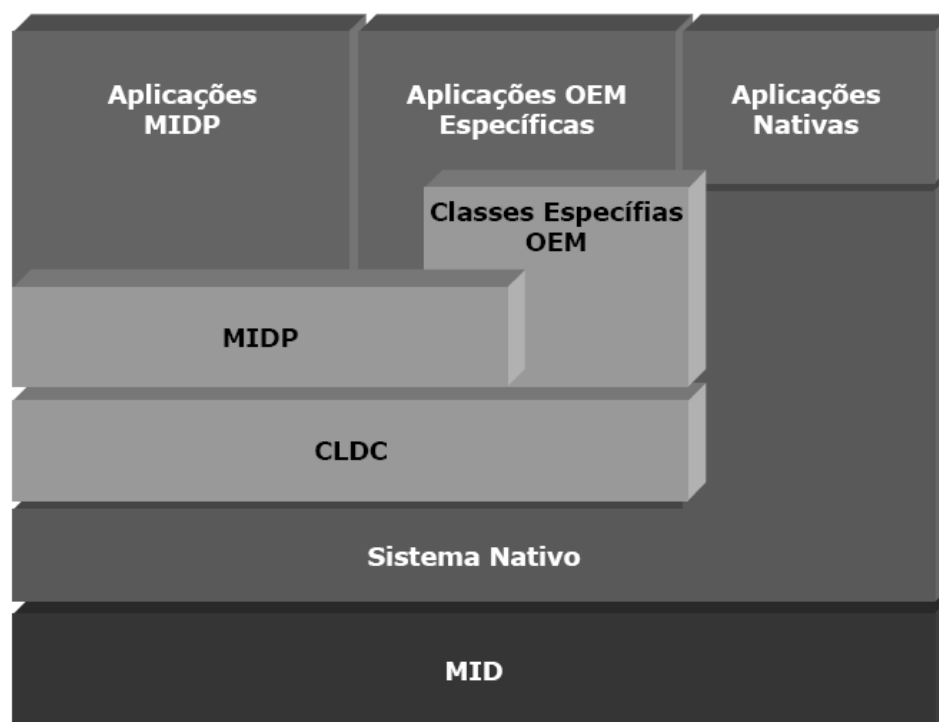 Aplicações
MIDP
Aplicações OEM
Específicas
Aplicações
Nativas
Classes Específias
OEM
MIDP
CLDC
Sistema Nativo
MID